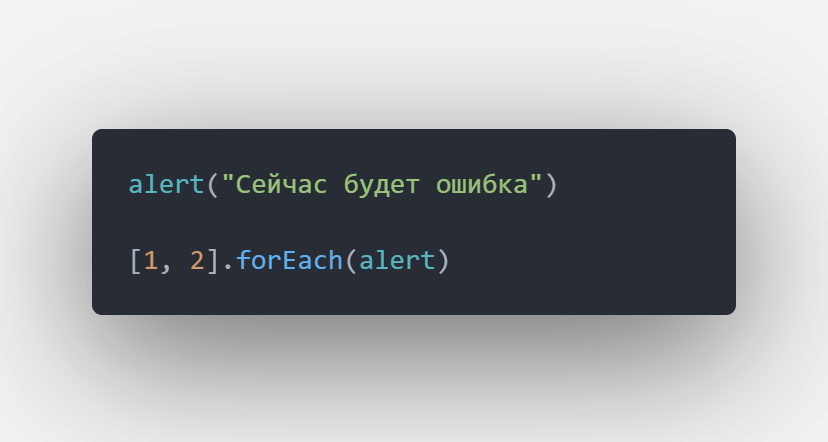 alert("Сейчас будет ошибка")
[1, 2].forEach(alert)